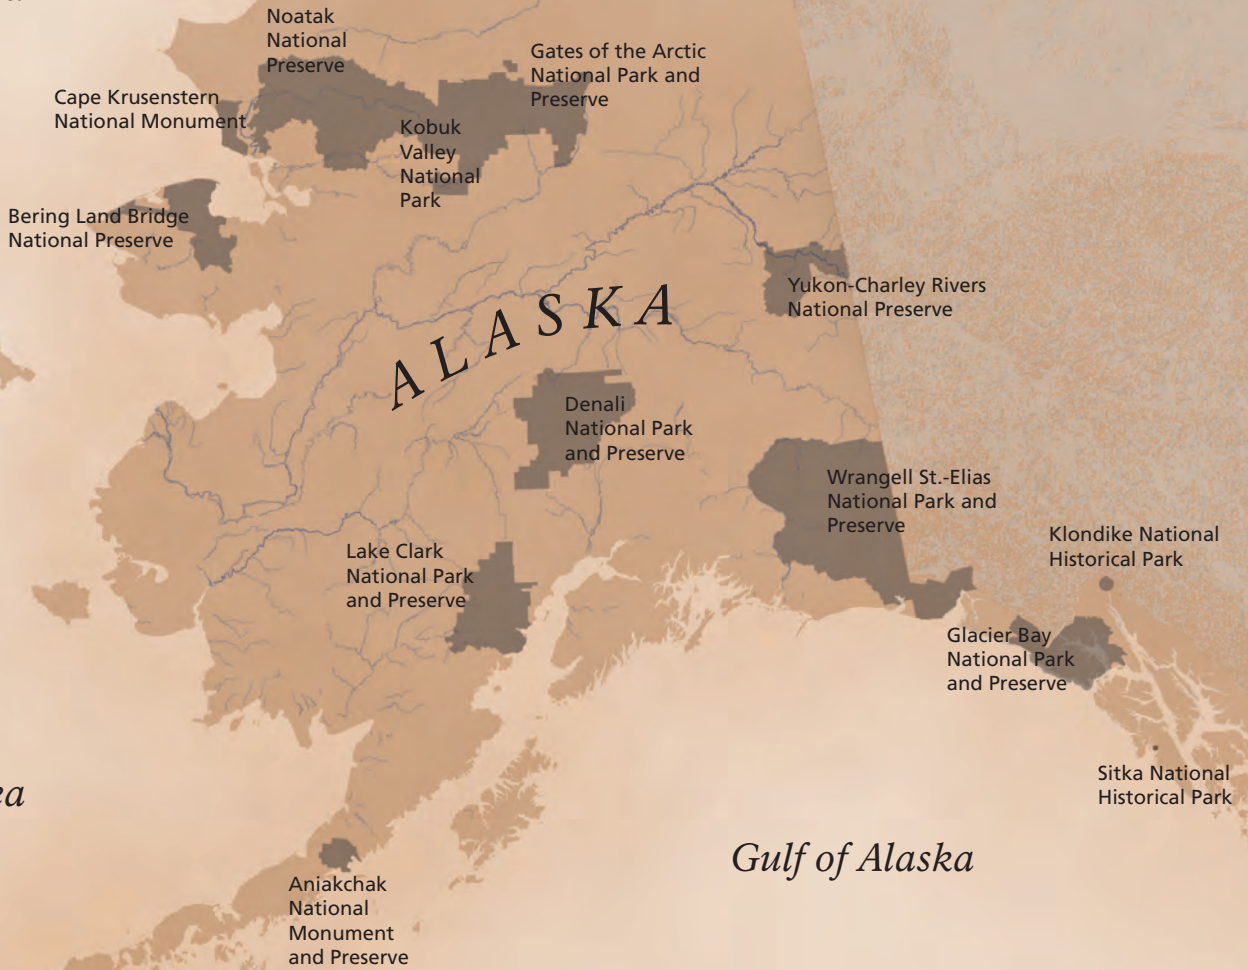 Noatak
National
Preserve
Gates of the Arctic
National Park and
Preserve
Cape Krusenstern
National Monument
Kobuk
Valley
National
Park
Bering Land Bridge
National Preserve
Yukon-Charley Rivers
National Preserve
ALASKA
Denali
National Park
and Preserve
Wrangell St.-Elias
National Park and
Preserve
Klondike National
Historical Park
Lake Clark
National Park
and Preserve
Glacier Bay
National Park
and Preserve
Sitka National
Historical Park
Gulf of Alaska
Aniakchak
National
Monument
and Preserve